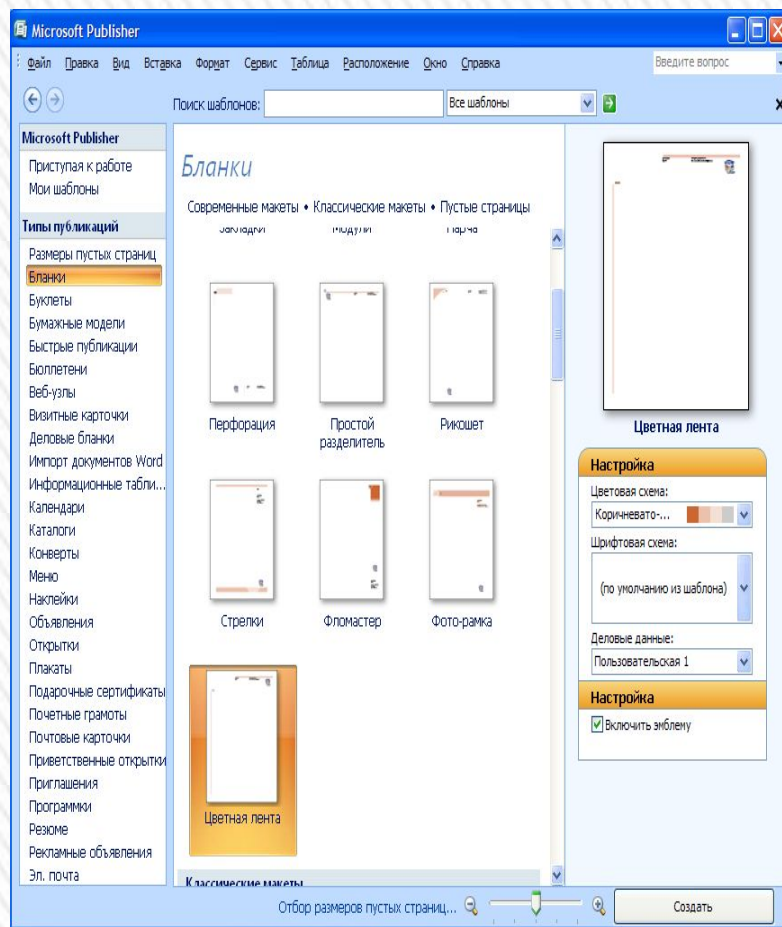 Microsoft Publisher
Файл Правка Вид Вставка Формат Сервис Таблица Расположение Окно Справка
Введите вопрос
Поиск шаблонов:
Все шаблоны
Microsoft Publisher
Приступая к работе
Мои шаблоны
Типы публикаций
Размеры пустых страниц
Бланки
Буклеты
Бумажные модели
Быстрые публикации
Бюллетени
Веб-узлы
Визитные карточки
Деловые бланки
Импорт документов Word
Информационные табли...
Календари
Каталоги
Конверты
Меню
Наклейки
Объявления
Открытки
Плакаты
Подарочные сертификаты
Почетные грамоты
Почтовые карточки
Приветственные открытки
Приглашения
Программки
Резюме
Рекламные объявления
Эл. почта
Бланки
Современные макеты • Классические макеты • Пустые страницы
Закладки Модули Парча
Перфорация
Простой
разделитель
Рикошет
Стрелки
Фломастер
Фото-рамка
Цветная лента
Классические макеты
Цветная лента
Настройка
Цветовая схема:
Коричневато-...
Шрифтовая схема:
(по умолчанию из шаблона)
Деловые данные:
Пользовательская 1
Настройка
Включить эмблему
Отбор размеров пустых страниц...
Создать